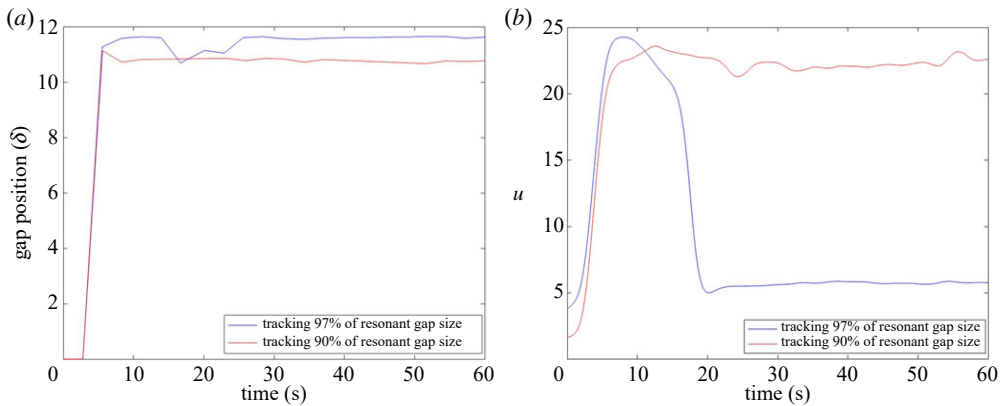 (a)
12
10
8
6
4
2
0
10
20
30
40
50
60
gap position (δ)
time (s)
tracking 97% of resonant gap size
tracking 90% of resonant gap size
(b)
25
20
15
10
5
0
10
20
30
40
50
60
u
time (s)
tracking 97% of resonant gap size
tracking 90% of resonant gap size